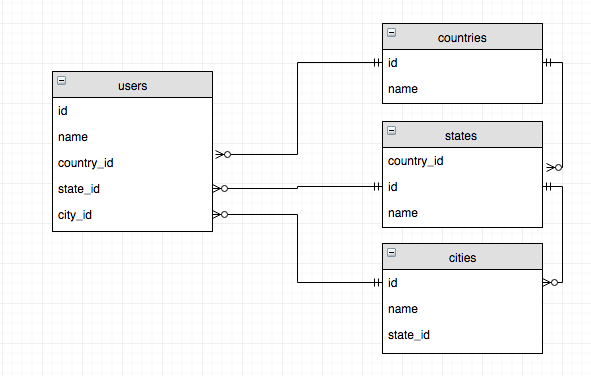 users
id
name
country_id
state_id
city_id
countries
id
name
states
country_id
id
name
cities
id
name
state_id